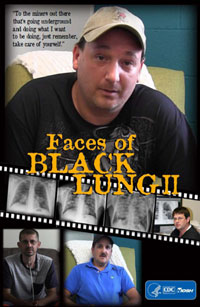 "To the miners out there
that's going underground
and doing what I want
to be doing, just remember,
take care of yourself."
Faces of
BLACK
LUNG II
CDC
NIOSH